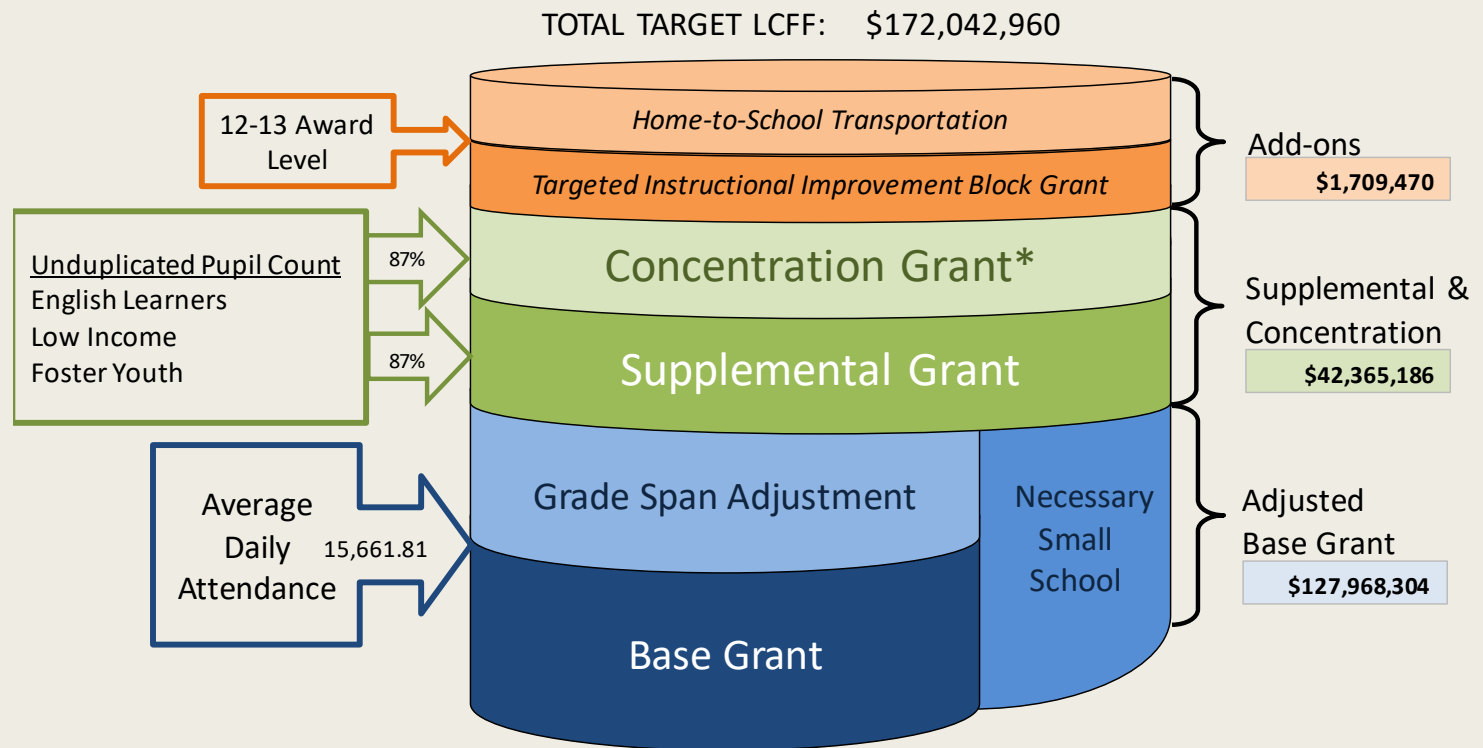 TOTAL TARGET LCFF: $172,042,960
12-13 Award
Level
Home-to-School Transportation
Targeted Instructional Improvement Block Grant
Add-ons
$1,709,470
Unduplicated Pupil Count
English Learners
Low Income
Foster Youth
87%
87%
Concentration Grant*
Supplemental Grant
Supplemental &
Concentration
$42,365,186
Average
Daily
Attendance
15,661.81
Grade Span Adjustment
Base Grant
Necessary
Small
School
Adjusted
Base Grant
$127,968,304